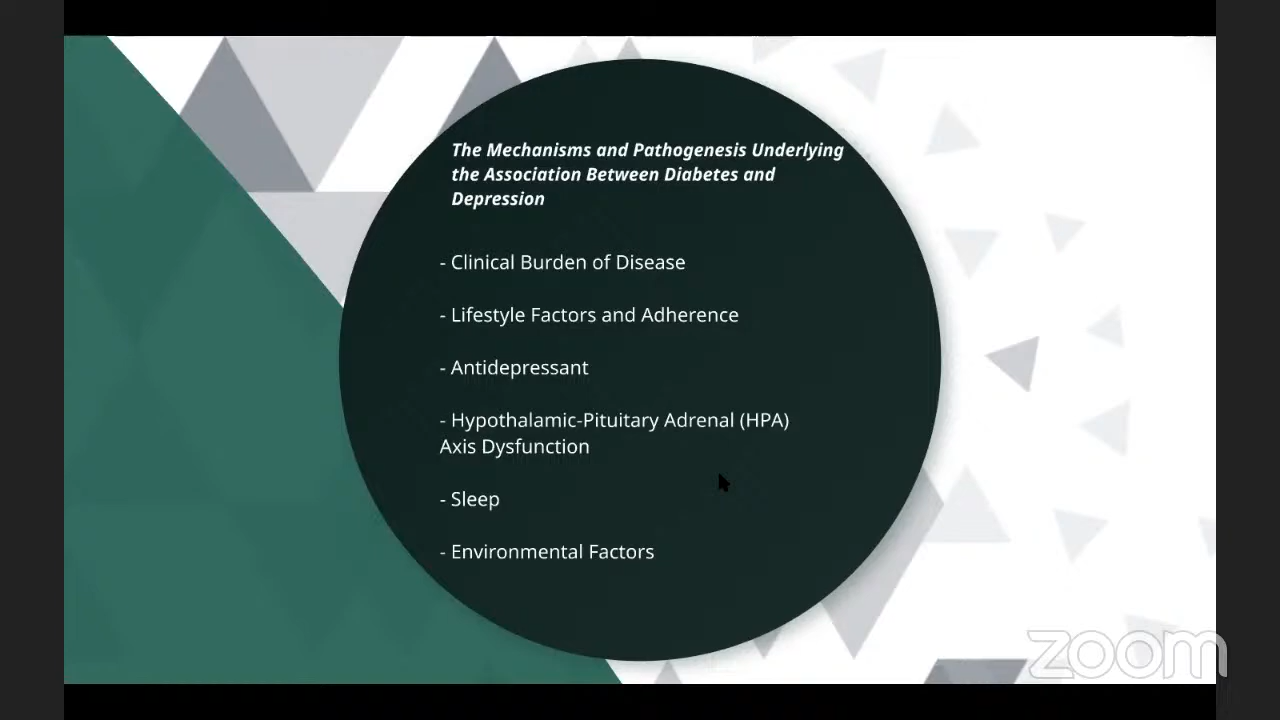 The Mechanisms and Pathogenesis Underlying
the Association Between Diabetes and
Depression
- Clinical Burden of Disease
- Lifestyle Factors and Adherence
- Antidepressant
- Hypothalamic-Pituitary Adrenal (HPA)
Axis Dysfunction
- Sleep
- Environmental Factors
zoom